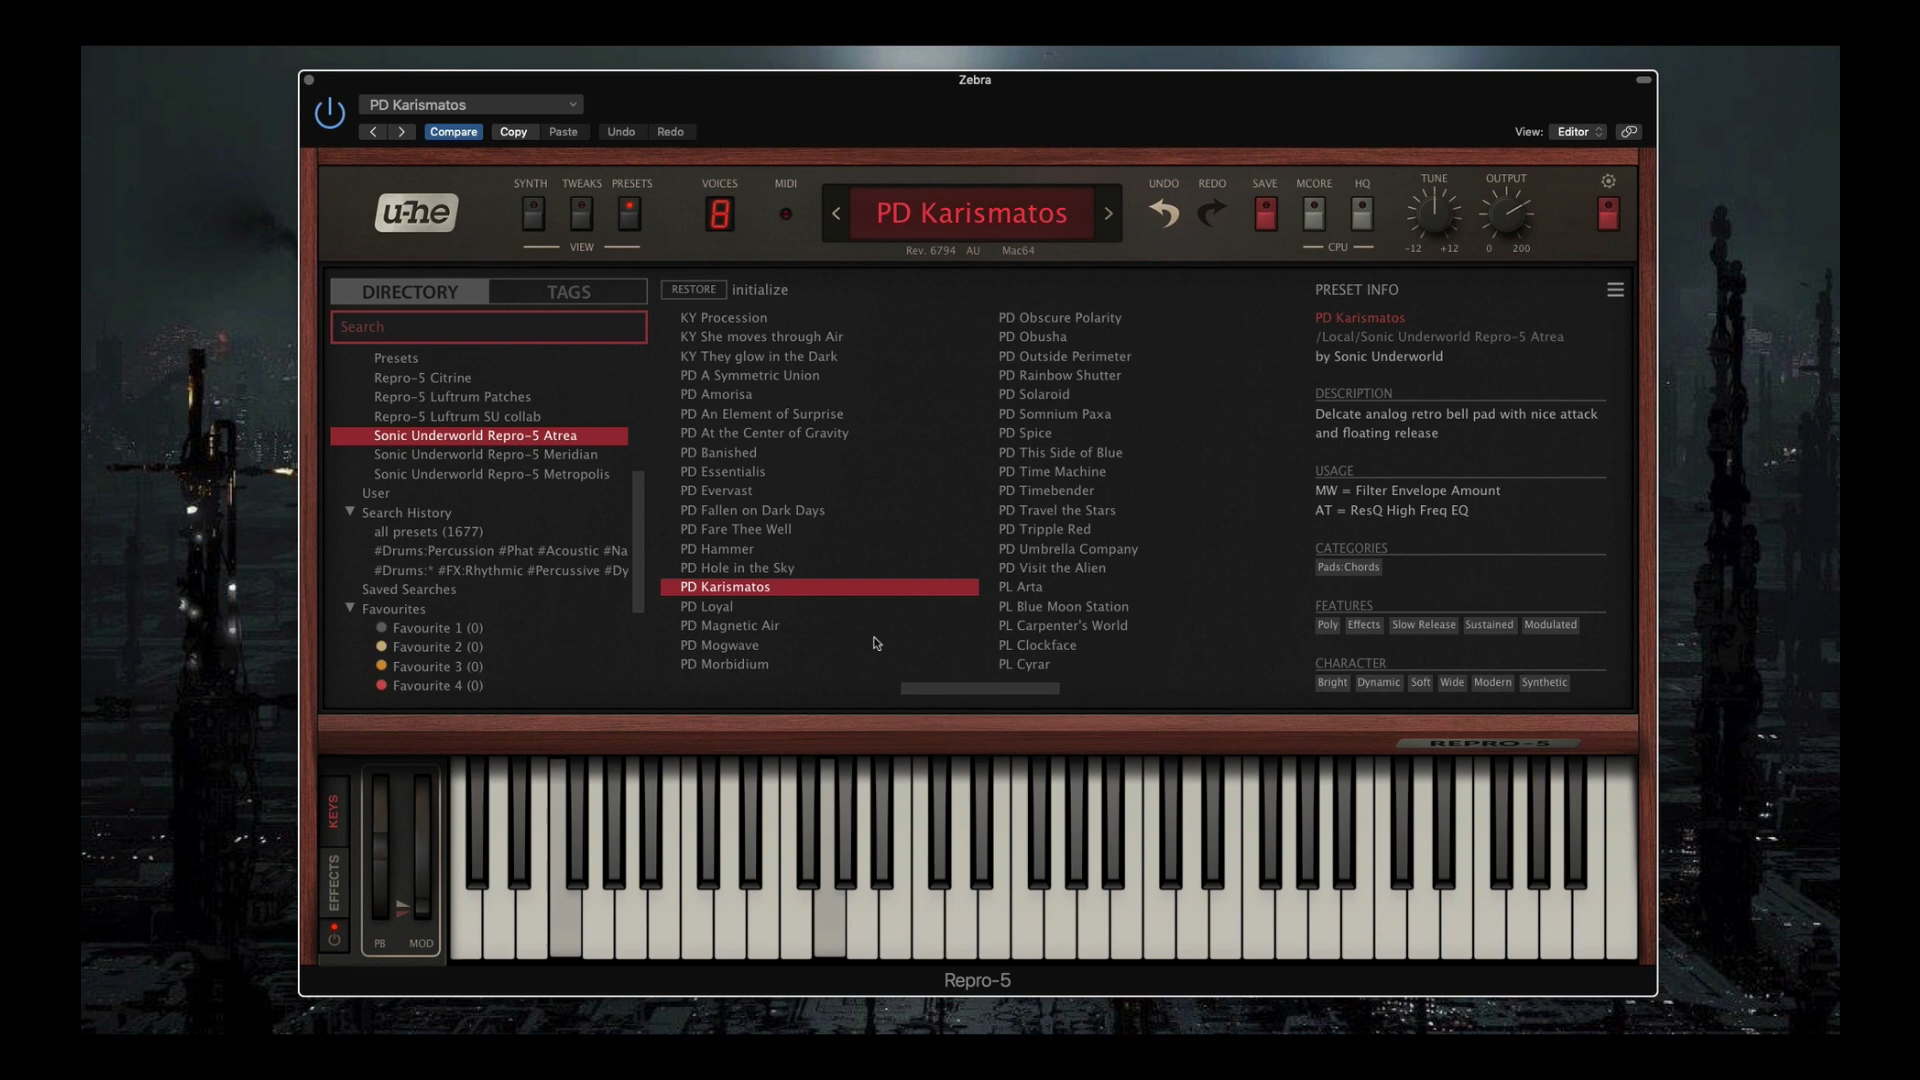 Zebra
PD Karismatos
Compare Copy Paste Undo Redo
View: Editor
u-he
SYNTH TWEAKS PRESETS
VIEW
VOICES
8
MIDI
PD Karismatos
Rev. 6794 AU Mac64
UNDO REDO SAVE MCORE HQ
CPU
TUNE
-12 +12
OUTPUT
0 200
DIRECTORY TAGS
Search
Presets
Repro-5 Citrine
Repro-5 Luftrum Patches
Repro-5 Luftrum SU collab
Sonic Underworld Repro-5 Atrea
Sonic Underworld Repro-5 Meridian
Sonic Underworld Repro-5 Metropolis
User
Search History
all presets (1677)
#Drums:Percussion #Phat #Acoustic #Na
#Drums:* #FX:Rhythmic #Percussive #Dy
Saved Searches
Favourites
Favourite 1 (0)
Favourite 2 (0)
Favourite 3 (0)
Favourite 4 (0)
RESTORE initialize
KY Procession
KY She moves through Air
KY They glow in the Dark
PD A Symmetric Union
PD Amorisa
PD An Element of Surprise
PD At the Center of Gravity
PD Banished
PD Essentialis
PD Evervast
PD Fallen on Dark Days
PD Fare Thee Well
PD Hammer
PD Hole in the Sky
PD Karismatos
PD Loyal
PD Magnetic Air
PD Mogwave
PD Morbidium
PD Obscure Polarity
PD Obusha
PD Outside Perimeter
PD Rainbow Shutter
PD Solaroid
PD Somnium Paxa
PD Spice
PD This Side of Blue
PD Time Machine
PD Timebender
PD Travel the Stars
PD Tripple Red
PD Umbrella Company
PD Visit the Alien
PL Arta
PL Blue Moon Station
PL Carpenter's World
PL Clockface
PL Cyrar
PRESET INFO
PD Karismatos
/Local/Sonic Underworld Repro-5 Atrea
by Sonic Underworld
DESCRIPTION
Delcate analog retro bell pad with nice attack
and floating release
USAGE
MW = Filter Envelope Amount
AT = ResQ High Freq EQ
CATEGORIES
Pads:Chords
FEATURES
Poly Effects Slow Release Sustained Modulated
CHARACTER
Bright Dynamic Soft Wide Modern Synthetic
REPRO-5
KEYS
EFFECTS
PB MOD
Repro-5